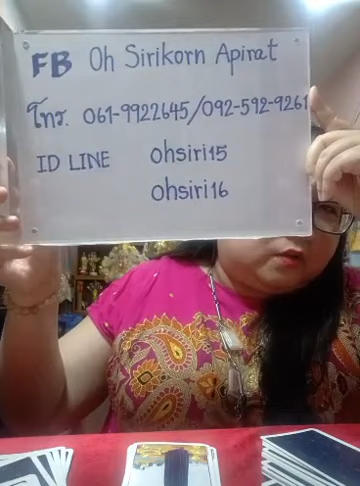 FB Oh Sirikorn Apirat
โทร. 061-9922645/092-592-9261
ID LINE ohsiri15
ohsiri16